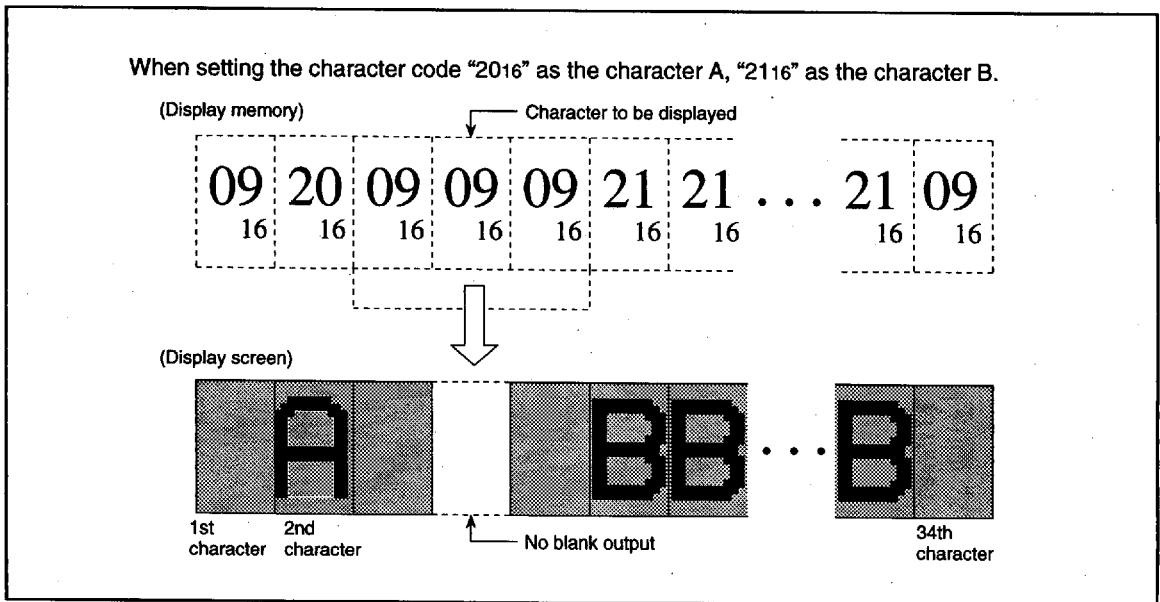 When setting the character code “2016” as the character A, “2116” as the character B.
(Display memory)
Character to be displayed
09 20 09 09 09 21 21 . . . 21 09
16 16 16 16 16 16 16 16 16
(Display screen)
A B B . . . B
1st character
2nd character
No blank output
34th character